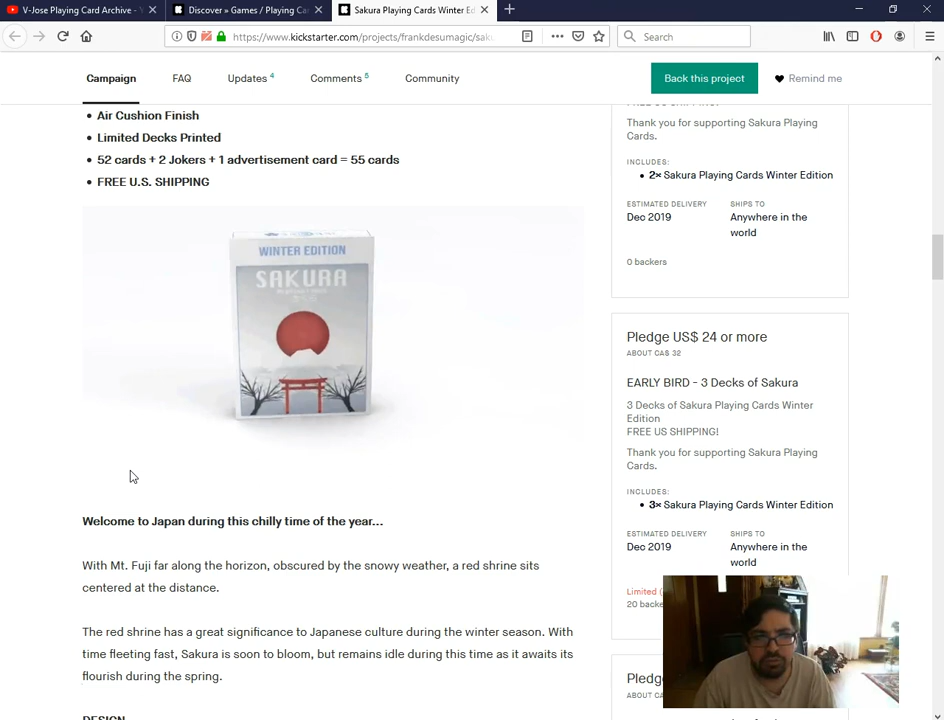 V-Jose Playing Card Archive - Y
Discover » Games / Playing Ca
Sakura Playing Cards Winter Ed
https://www.kickstarter.com/projects/frankdesumagic/saku
Search
Campaign
FAQ
Updates 4
Comments 5
Community
Back this project
Remind me
• Air Cushion Finish
• Limited Decks Printed
• 52 cards + 2 Jokers + 1 advertisement card = 55 cards
• FREE U.S. SHIPPING
WINTER EDITION
SAKURA
Welcome to Japan during this chilly time of the year...
With Mt. Fuji far along the horizon, obscured by the snowy weather, a red shrine sits
centered at the distance.
The red shrine has a great significance to Japanese culture during the winter season. With
time fleeting fast, Sakura is soon to bloom, but remains idle during this time as it awaits its
flourish during the spring.
DESIGN
FREE US SHIPPING!
Thank you for supporting Sakura Playing
Cards.
INCLUDES:
• 2× Sakura Playing Cards Winter Edition
ESTIMATED DELIVERY
Dec 2019
SHIPS TO
Anywhere in the
world
0 backers
Pledge US$ 24 or more
ABOUT CA$ 32
EARLY BIRD - 3 Decks of Sakura
3 Decks of Sakura Playing Cards Winter
Edition
FREE US SHIPPING!
Thank you for supporting Sakura Playing
Cards.
INCLUDES:
• 3× Sakura Playing Cards Winter Edition
ESTIMATED DELIVERY
Dec 2019
SHIPS TO
Anywhere in the
world
Limited (
20 backe
Pledg
ABOUT CA$